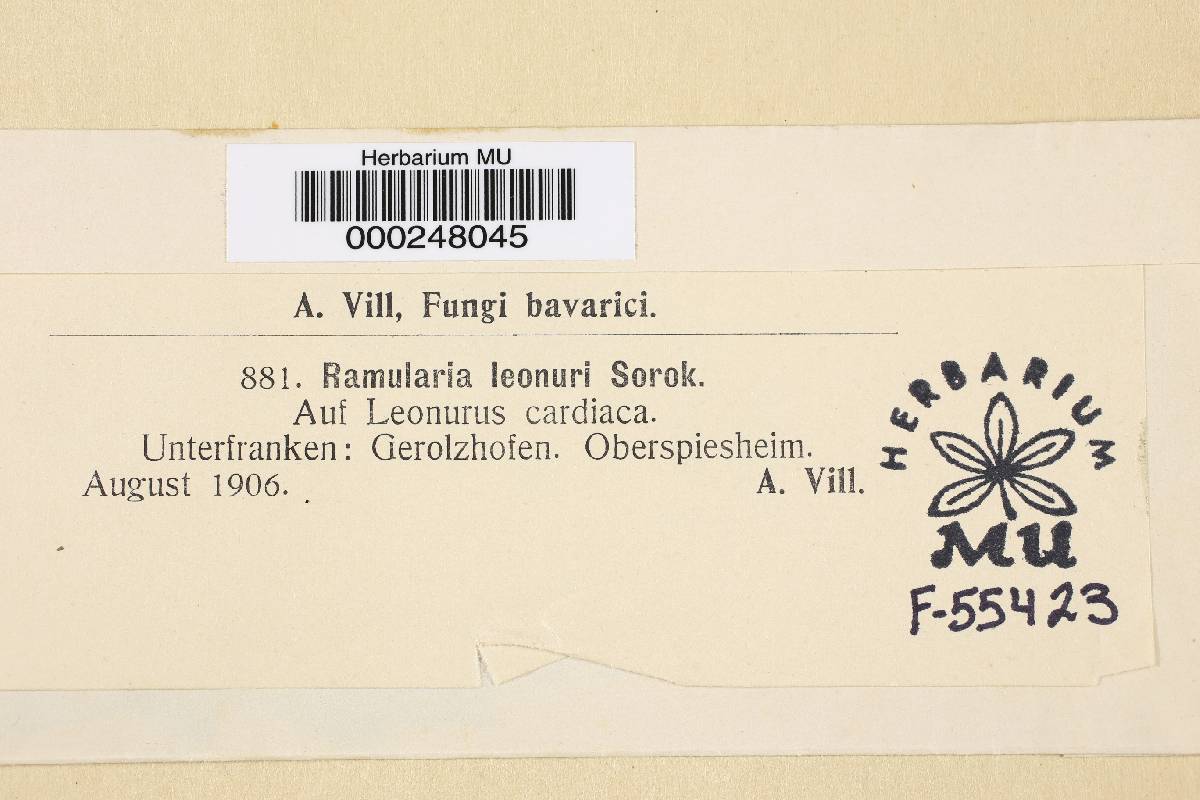 Herbarium MU
000248045
A. Vill, Fungi bavarici.
881. Ramularia leonuri Sorok.
Auf Leonurus cardiaca.
Unterfranken: Gerolzhofen. Oberspiesheim.
August 1906.
A. Vill.
HERBARIUM
MU
F-55423